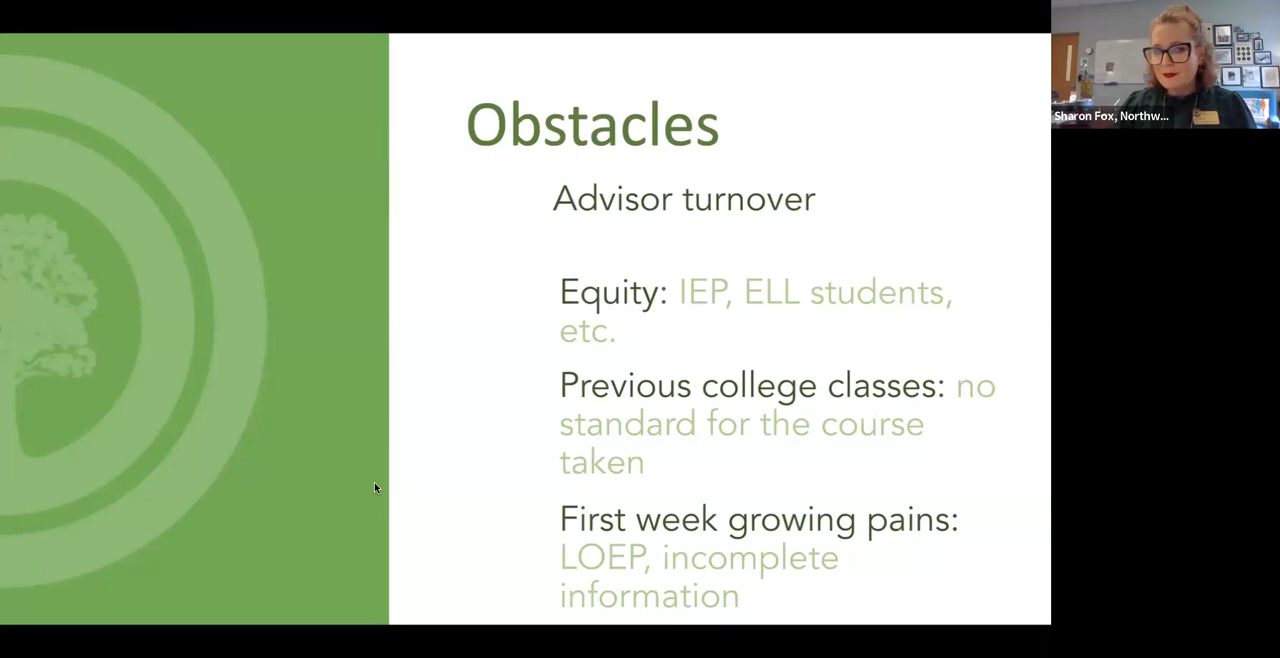 Obstacles
Advisor turnover
Equity: IEP, ELL students,
etc.
Previous college classes: no
standard for the course
taken
First week growing pains:
LOEP, incomplete
information
Sharon Fox, Northw...